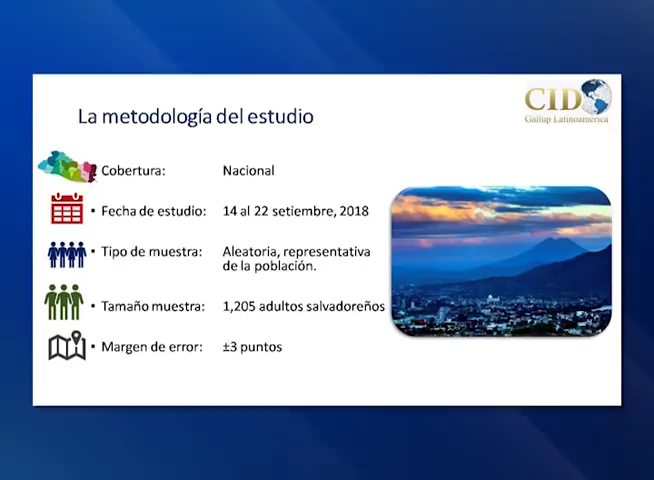 CID
Gallup Latinoamérica
La metodología del estudio
Cobertura: Nacional
• Fecha de estudio: 14 al 22 setiembre, 2018
• Tipo de muestra: Aleatoria, representativa
de la población.
• Tamaño muestra: 1,205 adultos salvadoreños
• Margen de error: ±3 puntos